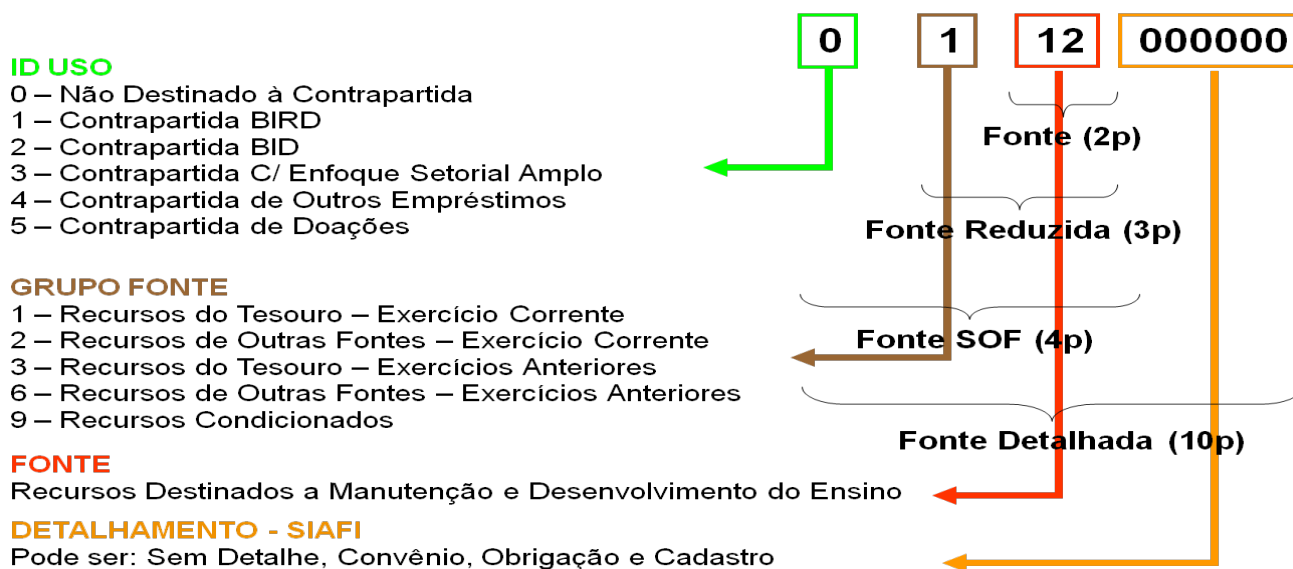 0 1 12 000000
ID USO
0 – Não Destinado à Contrapartida
1 – Contrapartida BIRD
2 – Contrapartida BID
3 – Contrapartida C/ Enfoque Setorial Amplo
4 – Contrapartida de Outros Empréstimos
5 – Contrapartida de Doações
Fonte (2p)
Fonte Reduzida (3p)
GRUPO FONTE
1 – Recursos do Tesouro – Exercício Corrente
2 – Recursos de Outras Fontes – Exercício Corrente
3 – Recursos do Tesouro – Exercícios Anteriores
6 – Recursos de Outras Fontes – Exercícios Anteriores
9 – Recursos Condicionados
Fonte SOF (4p)
Fonte Detalhada (10p)
FONTE
Recursos Destinados a Manutenção e Desenvolvimento do Ensino
DETALHAMENTO - SIAFI
Pode ser: Sem Detalhe, Convênio, Obrigação e Cadastro